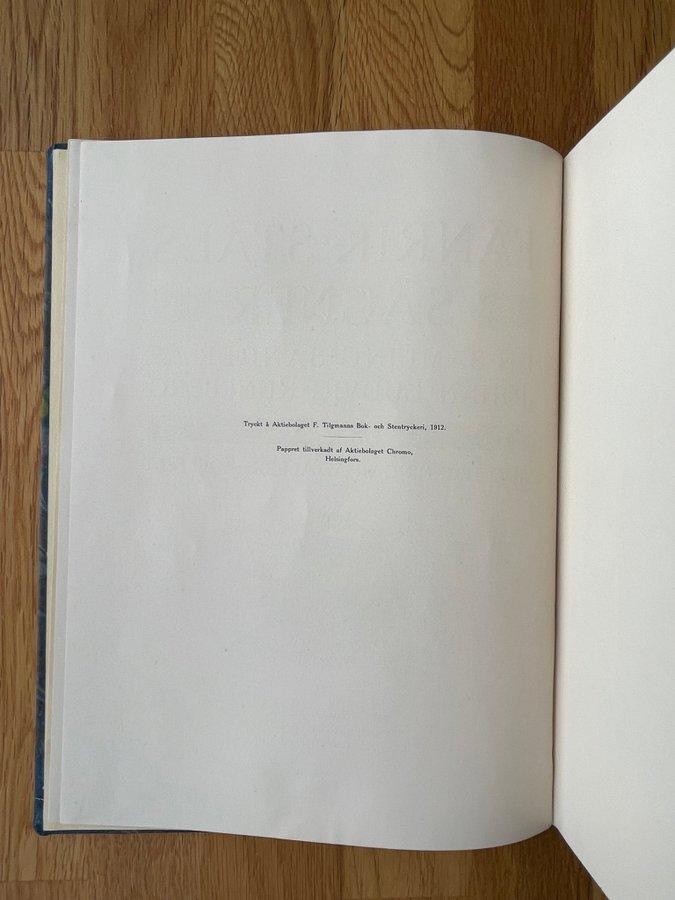 Tryckt å Aktiebolaget F. Tilgmanns Bok- och Stentryckeri, 1912.
Pappret tillverkadt af Aktiebolaget Chromo,
Helsingfors.